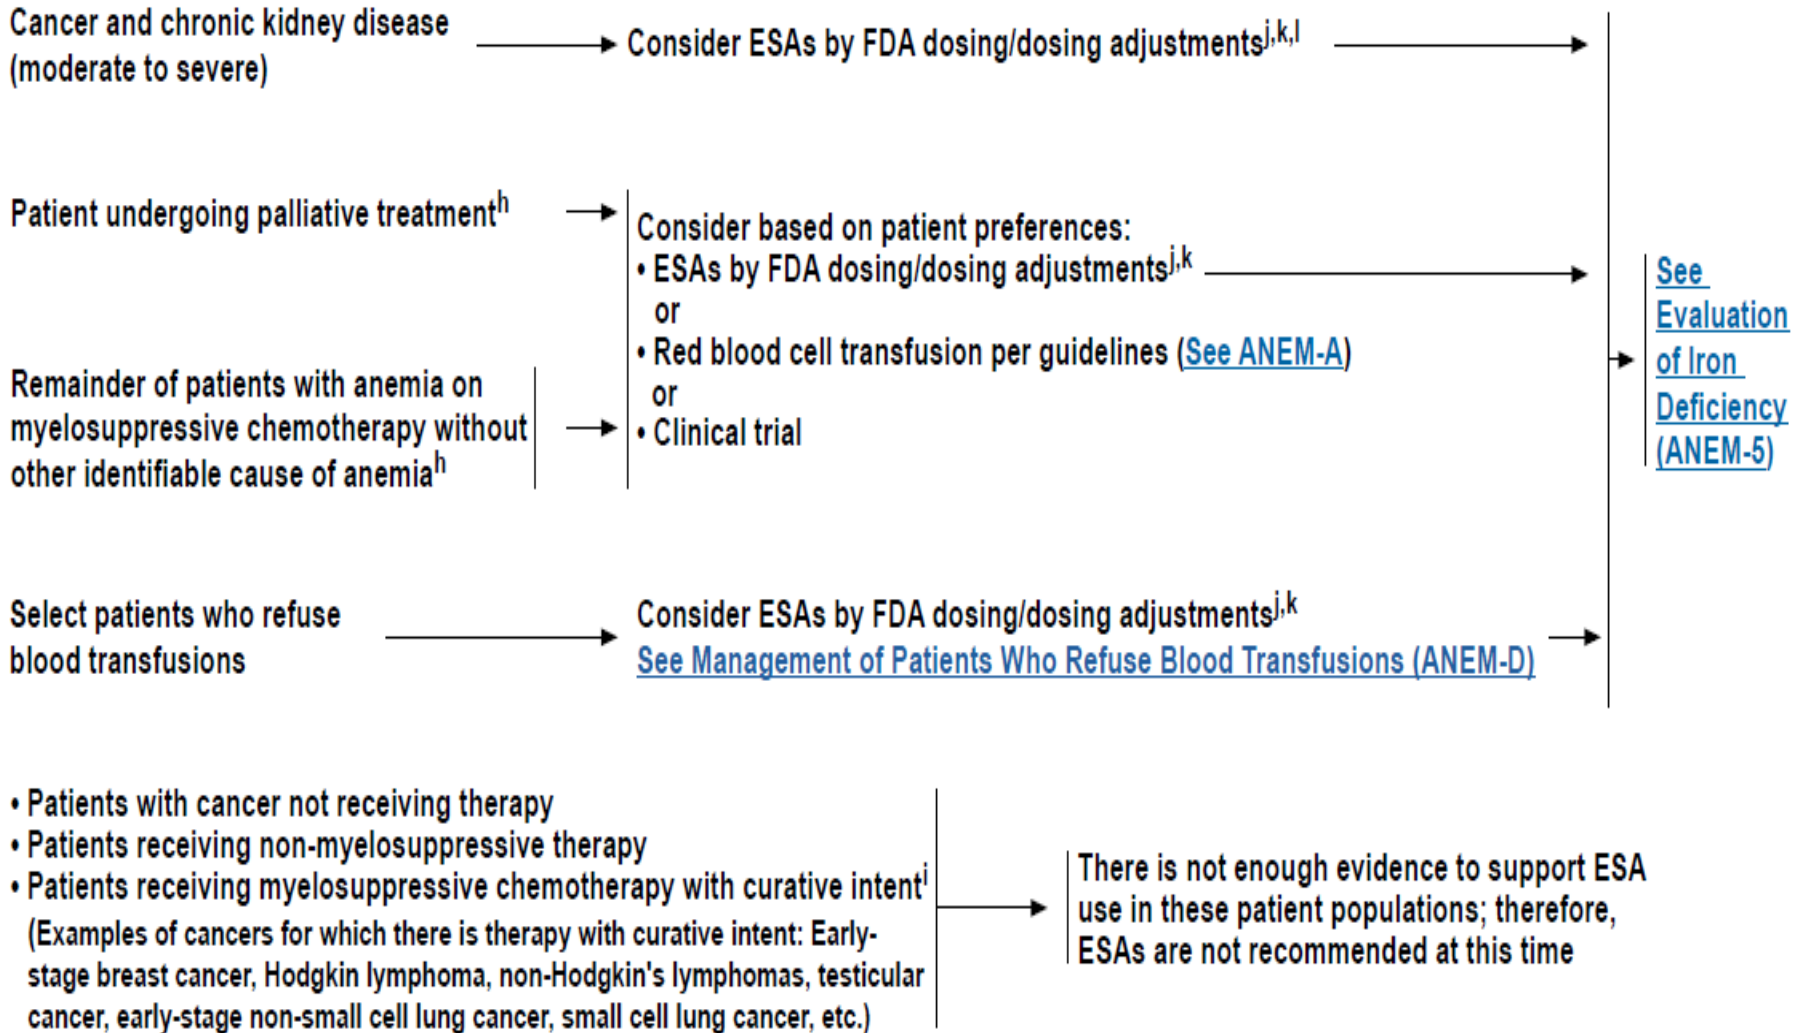 Cancer and chronic kidney disease
(moderate to severe)
Consider ESAs by FDA dosing/dosing adjustmentsj,k,l
Patient undergoing palliative treatmenth
Remainder of patients with anemia on
myelosuppressive chemotherapy without
other identifiable cause of anemiah
Consider based on patient preferences:
• ESAs by FDA dosing/dosing adjustmentsj,k
or
• Red blood cell transfusion per guidelines (See ANEM-A)
or
• Clinical trial
See
Evaluation
of Iron
Deficiency
(ANEM-5)
Select patients who refuse
blood transfusions
Consider ESAs by FDA dosing/dosing adjustmentsj,k
See Management of Patients Who Refuse Blood Transfusions (ANEM-D)
• Patients with cancer not receiving therapy
• Patients receiving non-myelosuppressive therapy
• Patients receiving myelosuppressive chemotherapy with curative intenti
(Examples of cancers for which there is therapy with curative intent: Early-
stage breast cancer, Hodgkin lymphoma, non-Hodgkin's lymphomas, testicular
cancer, early-stage non-small cell lung cancer, small cell lung cancer, etc.)
There is not enough evidence to support ESA
use in these patient populations; therefore,
ESAs are not recommended at this time